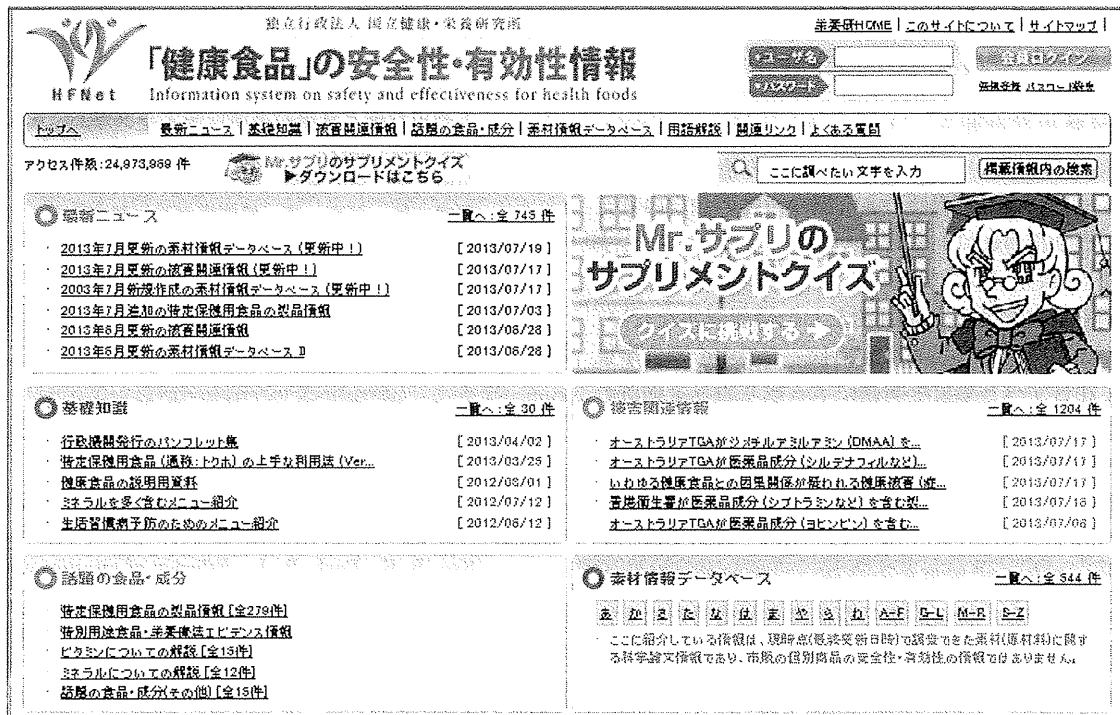 独立行政法人 国立健康・栄養研究所
栄養研HOME | このサイトについて | サイトマップ |
「健康食品」の安全性・有効性情報
HFNet
Information system on safety and effectiveness for health foods
ユーザ名
会員ログイン
パスワード
トップへ
最新ニュース | 基礎知識 | 被害関連情報 | 話題の食品・成分 | 素材情報データベース | 用語解説 | 関連リンク | よくある質問
アクセス件数:24,973,969 件
Mr.サプリのサプリメントクイズ
▶ダウンロードはこちら
ここに調べたい文字を入力
掲載情報内の検索
最新ニュース
一覧へ:全 745 件
・ 2013年7月更新の素材情報データベース (更新中!) [ 2013/07/19 ]
・ 2013年7月更新の被害関連情報 (更新中!) [ 2013/07/17 ]
・ 2003年7月新規作成の素材情報データベース (更新中!) [ 2013/07/17 ]
・ 2013年7月追加の特定保健用食品の製品情報 [ 2013/07/03 ]
・ 2013年6月更新の被害関連情報 [ 2013/06/28 ]
・ 2013年6月更新の素材情報データベース [ 2013/06/28 ]
Mr.サプリの
サプリメントクイズ
クイズに挑戦する
基礎知識
一覧へ:全 30 件
・ 行政機関発行のパンフレット集 [ 2013/04/02 ]
・ 特定保健用食品 (通称:トクホ) の上手な利用法 (Ver... [ 2013/03/25 ]
・ 健康食品の説明用資料 [ 2012/08/01 ]
・ ミネラルを多く含むメニュー紹介 [ 2012/07/12 ]
・ 生活習慣病予防のためのメニュー紹介 [ 2012/06/12 ]
被害関連情報
一覧へ:全 1204 件
・ オーストラリアTGAがジメチルアミルアミン (DMAA) を... [ 2013/07/17 ]
・ オーストラリアTGAが医薬品成分 (シルデナフィルなど)... [ 2013/07/17 ]
・ いわゆる健康食品との因果関係が疑われる健康被害 (症... [ 2013/07/17 ]
・ 香港衛生署が医薬品成分 (シブトラミンなど) を含む製... [ 2013/07/16 ]
・ オーストラリアTGAが医薬品成分 (ヨヒンビン) を含む... [ 2013/07/08 ]
話題の食品・成分
・ 特定保健用食品の製品情報 [全279件]
・ 特別用途食品・栄養療法エビデンス情報
・ ビタミンについての解説 [全15件]
・ ミネラルについての解説 [全12件]
・ 話題の食品・成分(その他) [全15件]
素材情報データベース
一覧へ:全 544 件
あ か さ た な は ま や ら わ A-F G-L M-R S-Z
・ ここに紹介している情報は、現時点(最終更新日時)で調査できた素材(原材料)に関す
る科学論文情報であり、市販の個別商品の安全性・有効性の情報ではありません。